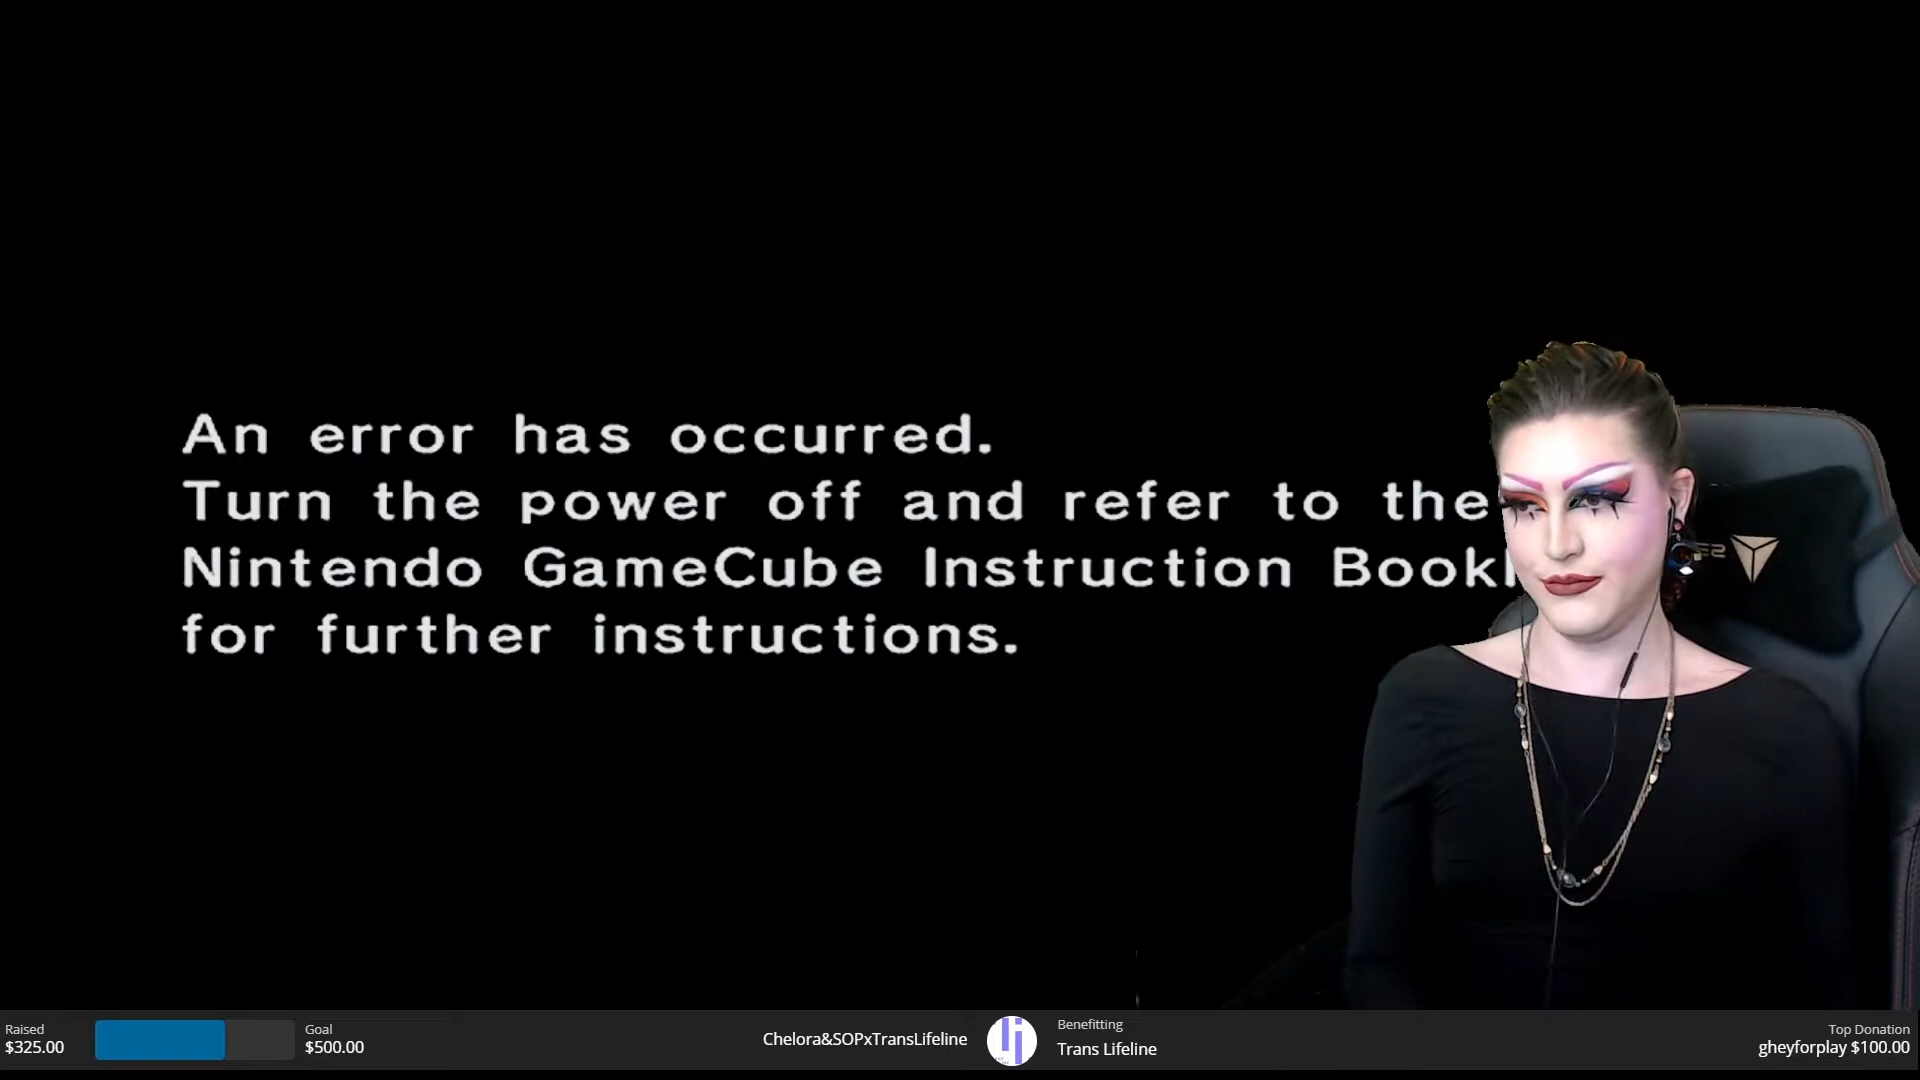 An error has occurred.
Turn the power off and refer to the
Nintendo GameCube Instruction
for further instructions.
Raised
$325.00
Goal
$500.00
Chelora&SOPxTransLifeline
Benefitting
Trans Lifeline
Top Donation
gheyforplay $100.00